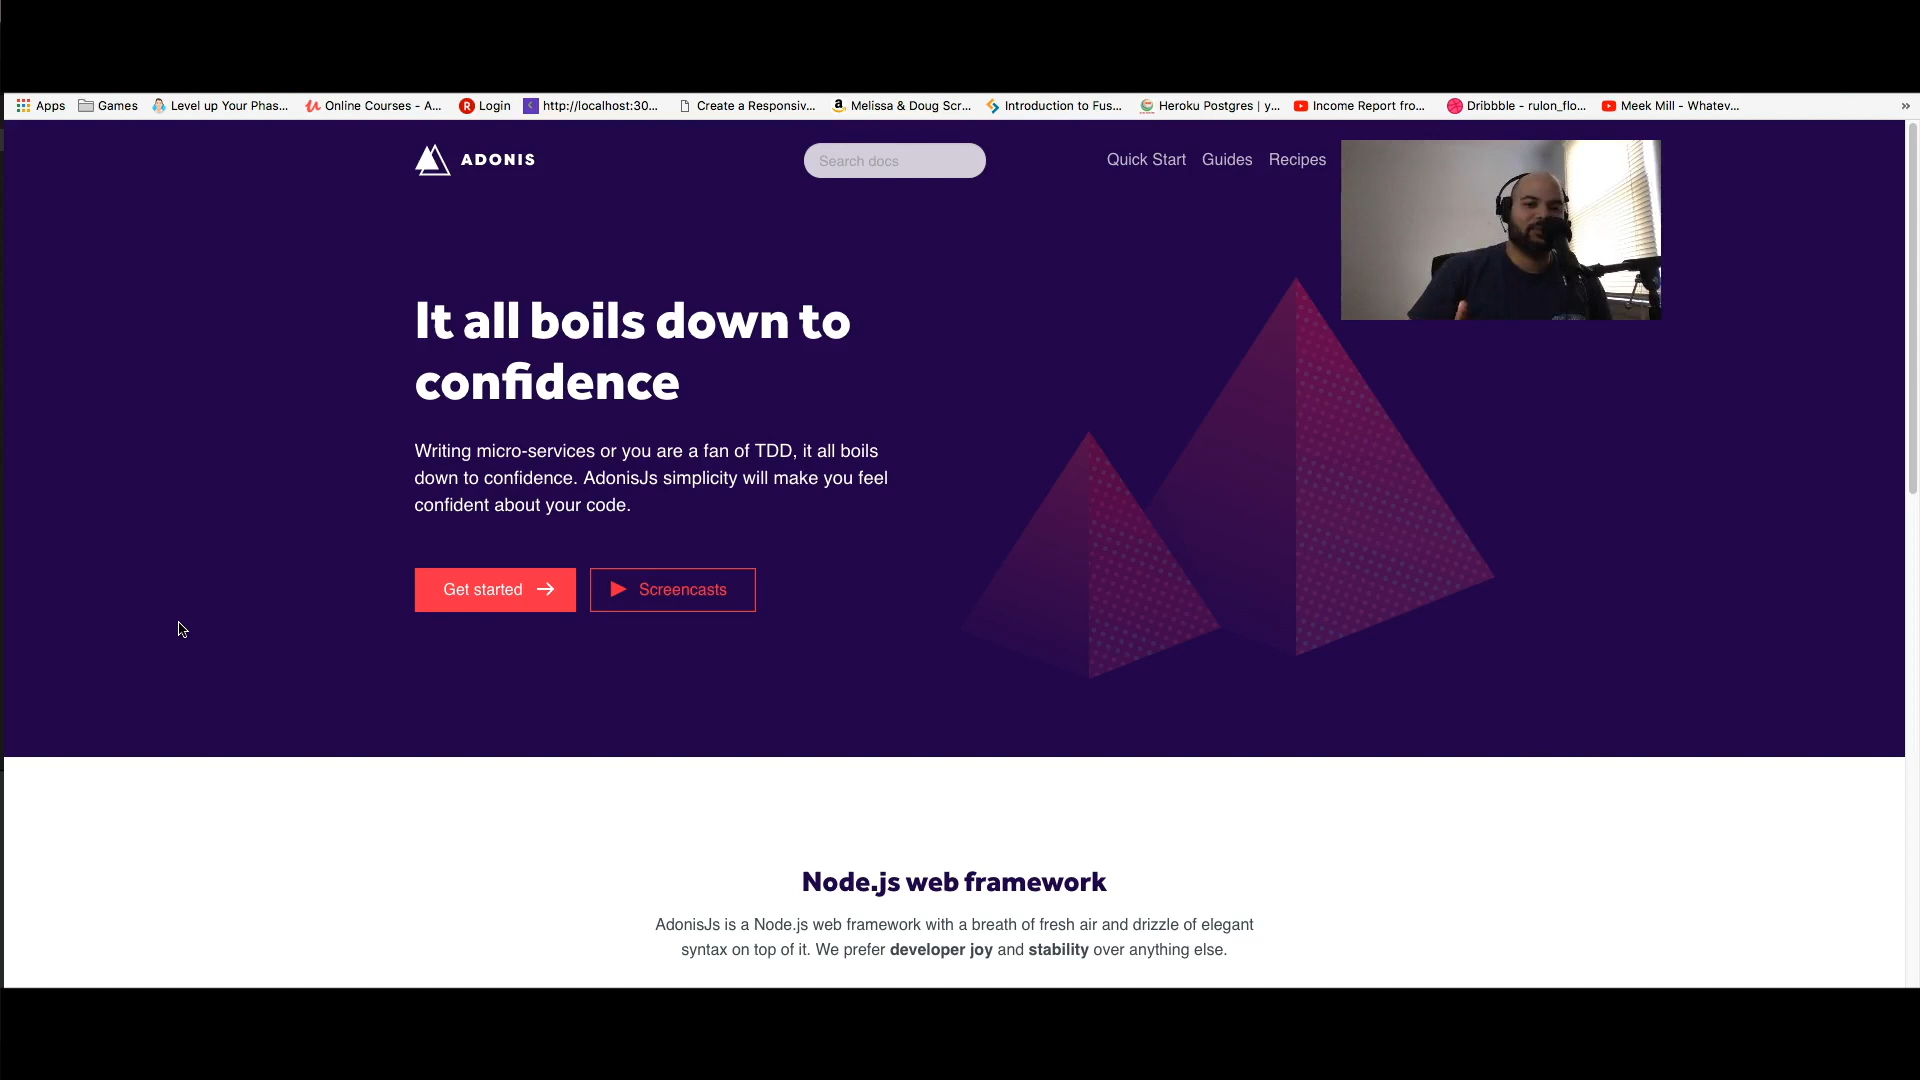 Apps Games Level up Your Phas... Online Courses - A... Login http://localhost:30... Create a Responsiv... Melissa & Doug Scr... Introduction to Fus... Heroku Postgres | y... Income Report fro... Dribbble - rulon_flo... Meek Mill - Whatev... »
ADONIS Search docs Quick Start Guides Recipes
It all boils down to
confidence
Writing micro-services or you are a fan of TDD, it all boils
down to confidence. AdonisJs simplicity will make you feel
confident about your code.
Get started Screencasts
Node.js web framework
AdonisJs is a Node.js web framework with a breath of fresh air and drizzle of elegant
syntax on top of it. We prefer developer joy and stability over anything else.